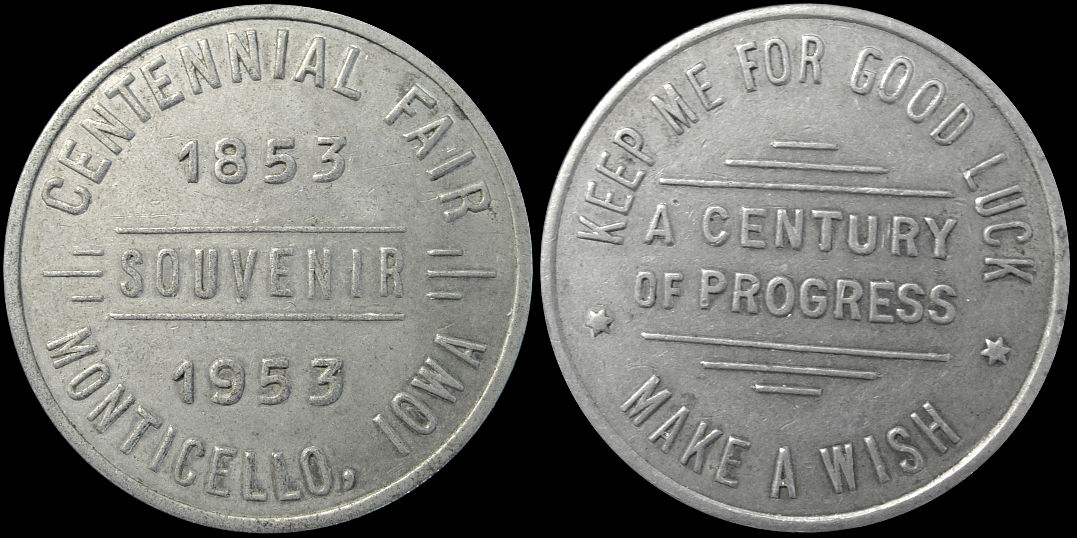 CENTENNIAL FAIR
1853
SOUVENIR
1953
MONTICELLO, IOWA
KEEP ME FOR GOOD LUCK
A CENTURY
OF PROGRESS
MAKE A WISH